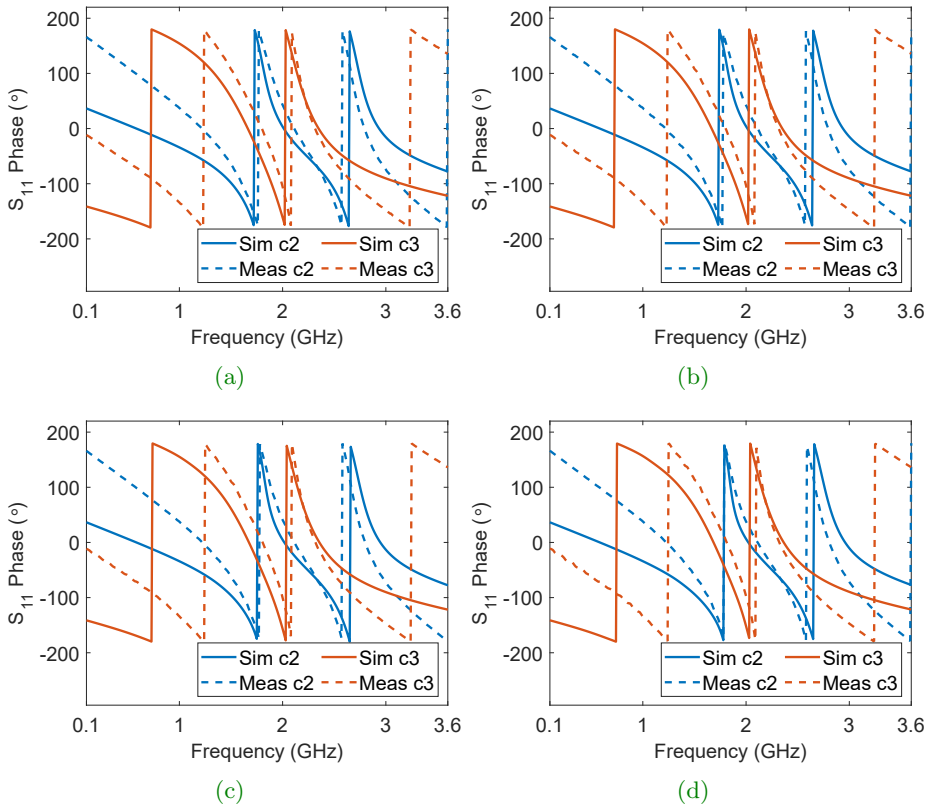 200
100
0
-100
-200
S11 Phase (°)
Sim c2
Sim c3
Meas c2
Meas c3
0.1
1
2
3
3.6
Frequency (GHz)
(a)
200
100
0
-100
-200
S11 Phase (°)
Sim c2
Sim c3
Meas c2
Meas c3
0.1
1
2
3
3.6
Frequency (GHz)
(b)
200
100
0
-100
-200
S11 Phase (°)
Sim c2
Sim c3
Meas c2
Meas c3
0.1
1
2
3
3.6
Frequency (GHz)
(c)
200
100
0
-100
-200
S11 Phase (°)
Sim c2
Sim c3
Meas c2
Meas c3
0.1
1
2
3
3.6
Frequency (GHz)
(d)